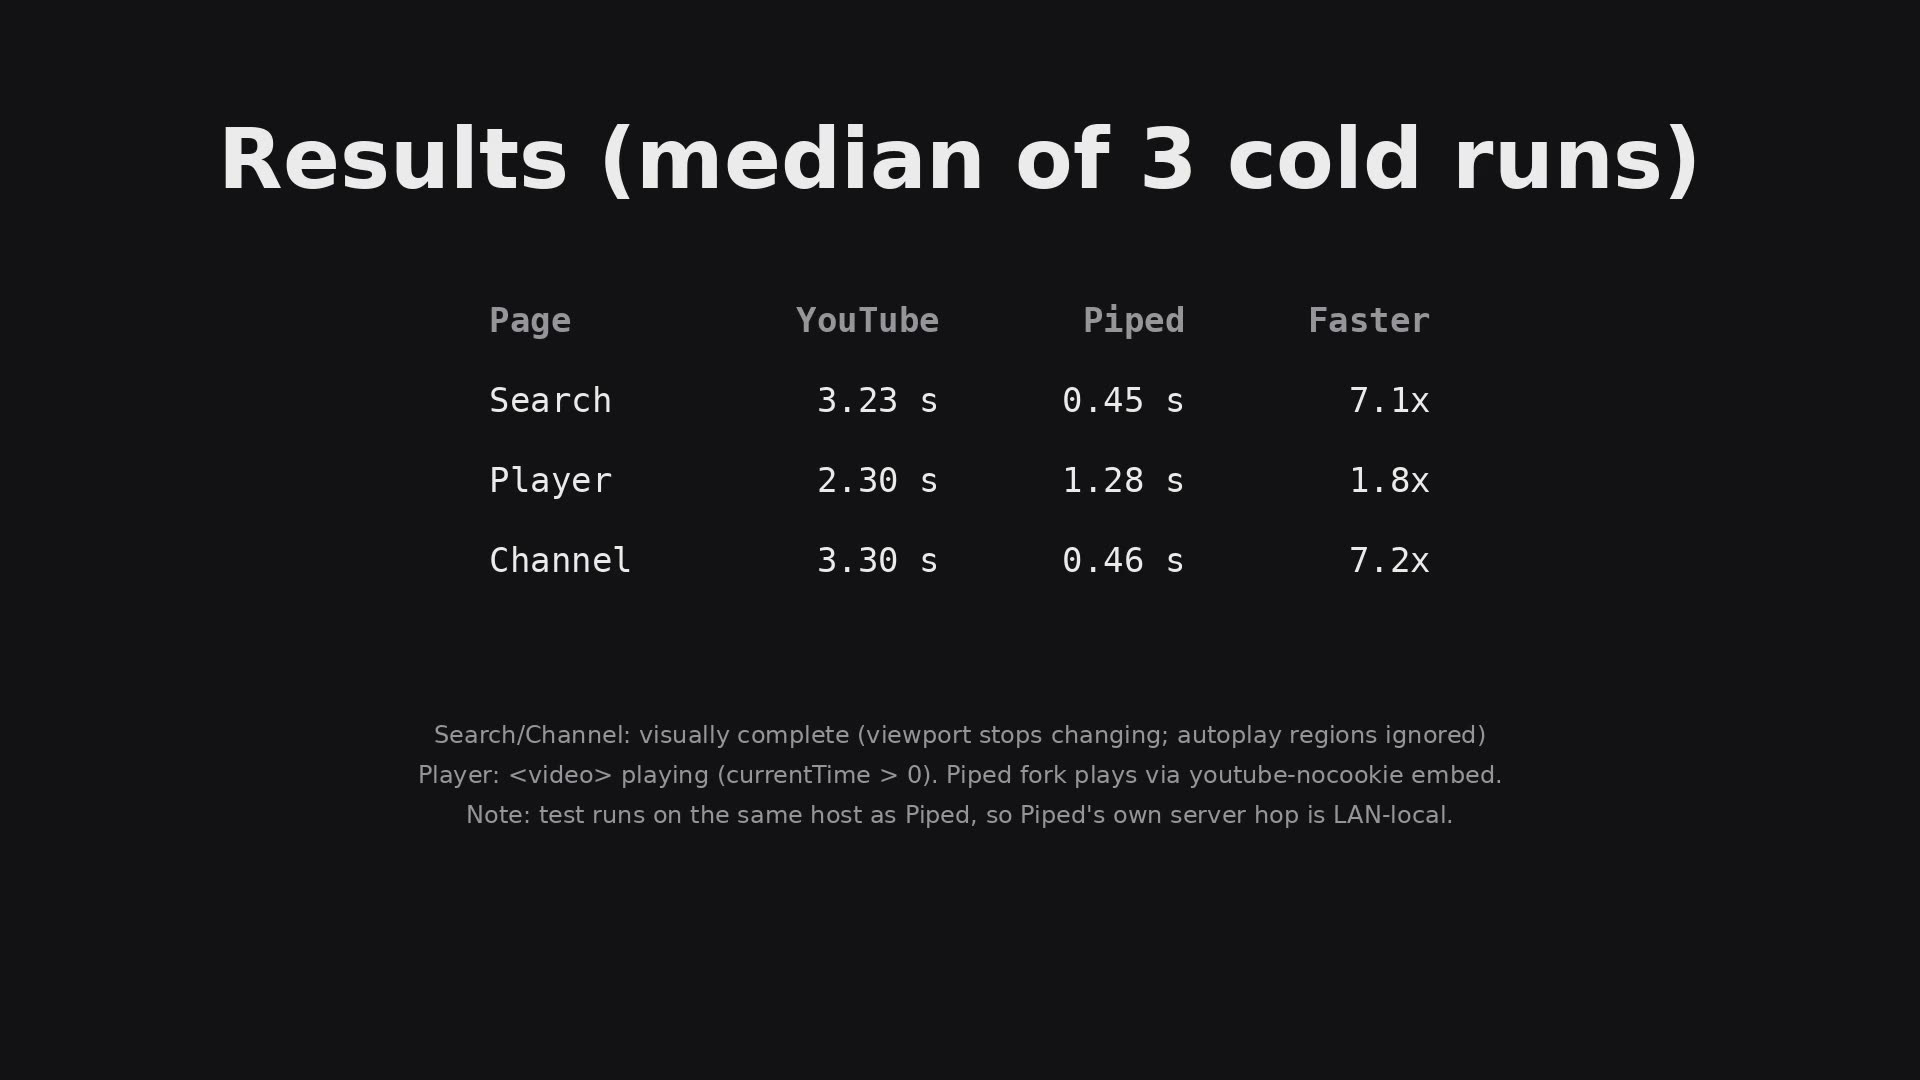 Results (median of 3 cold runs)
Page YouTube Piped Faster
Search 3.23 s 0.45 s 7.1x
Player 2.30 s 1.28 s 1.8x
Channel 3.30 s 0.46 s 7.2x
Search/Channel: visually complete (viewport stops changing; autoplay regions ignored)
Player: <video> playing (currentTime > 0). Piped fork plays via youtube-nocookie embed.
Note: test runs on the same host as Piped, so Piped's own server hop is LAN-local.